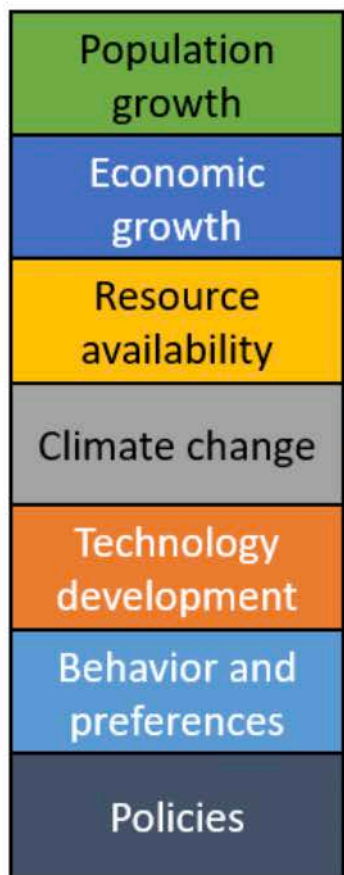 Population
growth
Economic
growth
Resource
availability
Climate change
Technology
development
Behavior and
preferences
Policies